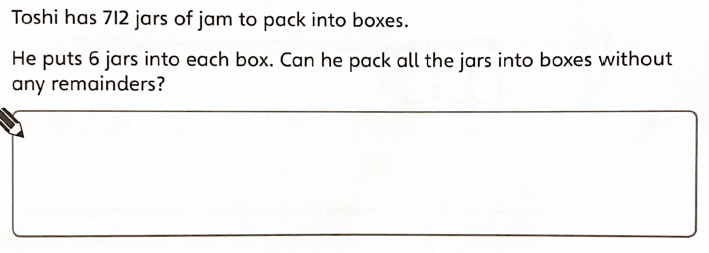 Toshi has 712 jars of jam to pack into boxes.
He puts 6 jars into each box. Can he pack all the jars into boxes without
any remainders?